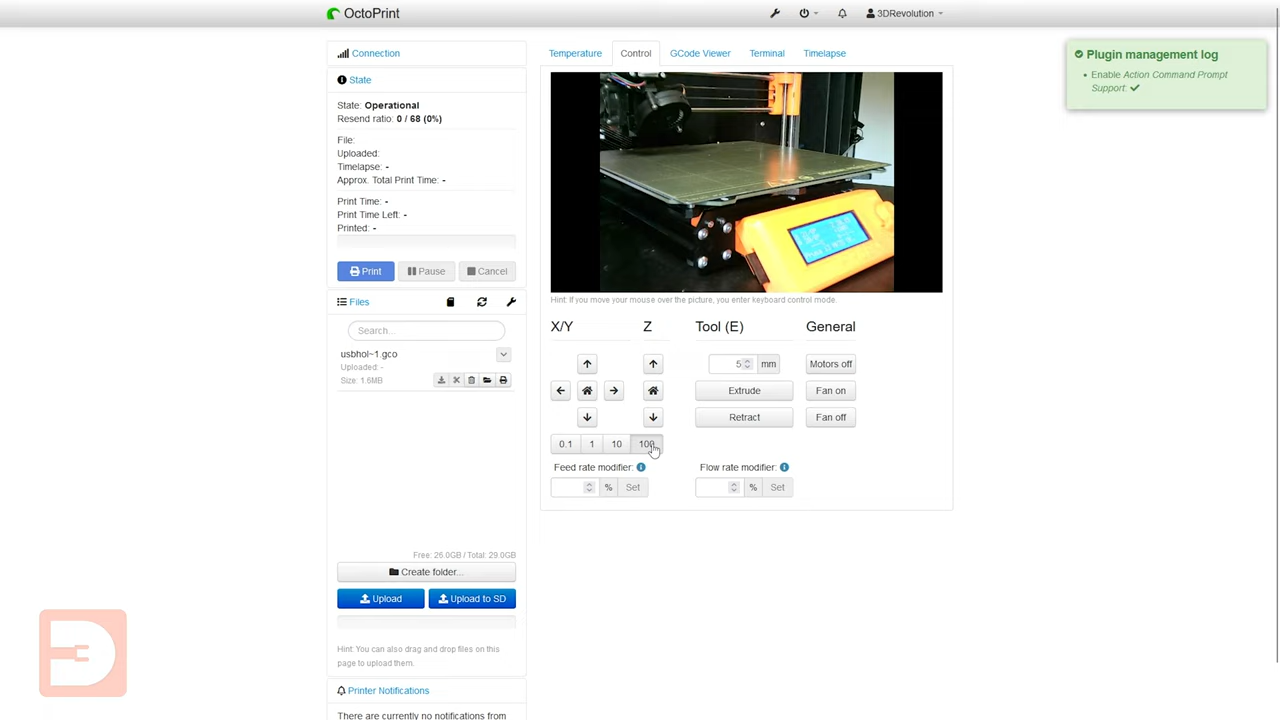 OctoPrint
3DRevolution
Connection
State
State: Operational
Resend ratio: 0 / 68 (0%)
File:
Uploaded:
Timelapse: -
Approx. Total Print Time: -
Print Time: -
Print Time Left: -
Printed: -
Print
Pause
Cancel
Files
Search...
usbhol~1.gco
Uploaded: -
Size: 1.6MB
Free: 26.0GB / Total: 29.0GB
Create folder...
Upload
Upload to SD
Hint: You can also drag and drop files on this
page to upload them.
Printer Notifications
There are currently no notifications from
Temperature
Control
GCode Viewer
Terminal
Timelapse
Hint: If you move your mouse over the picture, you enter keyboard control mode.
X/Y
Z
Tool (E)
General
5 mm
Motors off
Extrude
Fan on
Retract
Fan off
0.1 1 10 100
Feed rate modifier:
Flow rate modifier:
% Set
% Set
Plugin management log
Enable Action Command Prompt
Support: